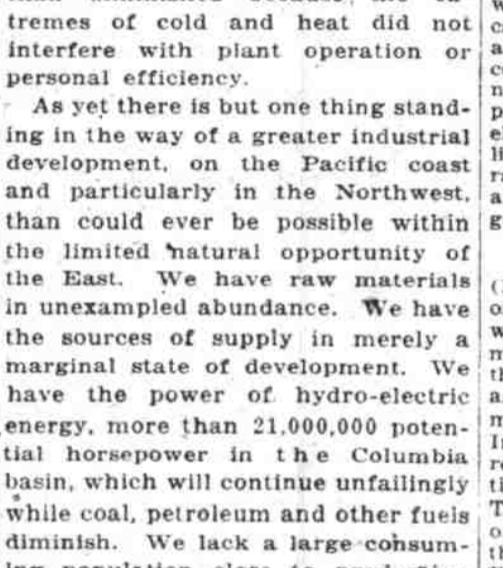 tremes of cold and heat did not
interfere with plant operation or
personal efficiency.
As yet there is but one thing stand-
ing in the way of a greater industrial
development, on the Pacific coast
and particularly in the Northwest,
than could ever be possible within
the limited natural opportunity of
the East. We have raw materials
in unexampled abundance. We have
the sources of supply in merely a
marginal state of development. We
have the power of hydro-electric
energy, more than 21,000,000 poten-
tial horsepower in the Columbia
basin, which will continue unfailingly
while coal, petroleum and other fuels
diminish. We lack a large consum-